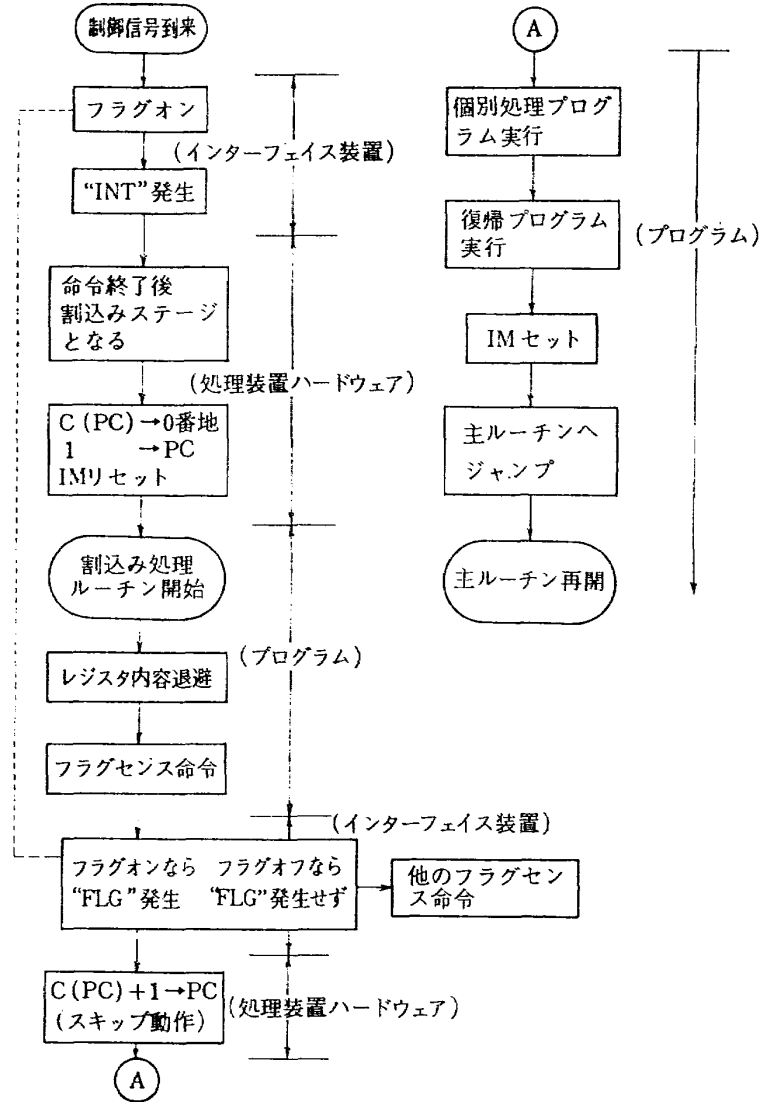 制御信号到来
フラグオン
(インターフェイス装置)
“INT”発生
命令終了後
割込みステージ
となる
(処理装置ハードウェア)
C(PC)→0番地
1 →PC
IMリセット
割込み処理
ルーチン開始
(プログラム)
レジスタ内容退避
フラグセンス命令
(インターフェイス装置)
フラグオンなら フラグオフなら
“FLG”発生 “FLG”発生せず
他のフラグセン
ス命令
C(PC)+1→PC
(スキップ動作)
(処理装置ハードウェア)
A
A
個別処理プログ
ラム実行
復帰プログラム
実行
(プログラム)
IMセット
主ルーチンへ
ジャンプ
主ルーチン再開